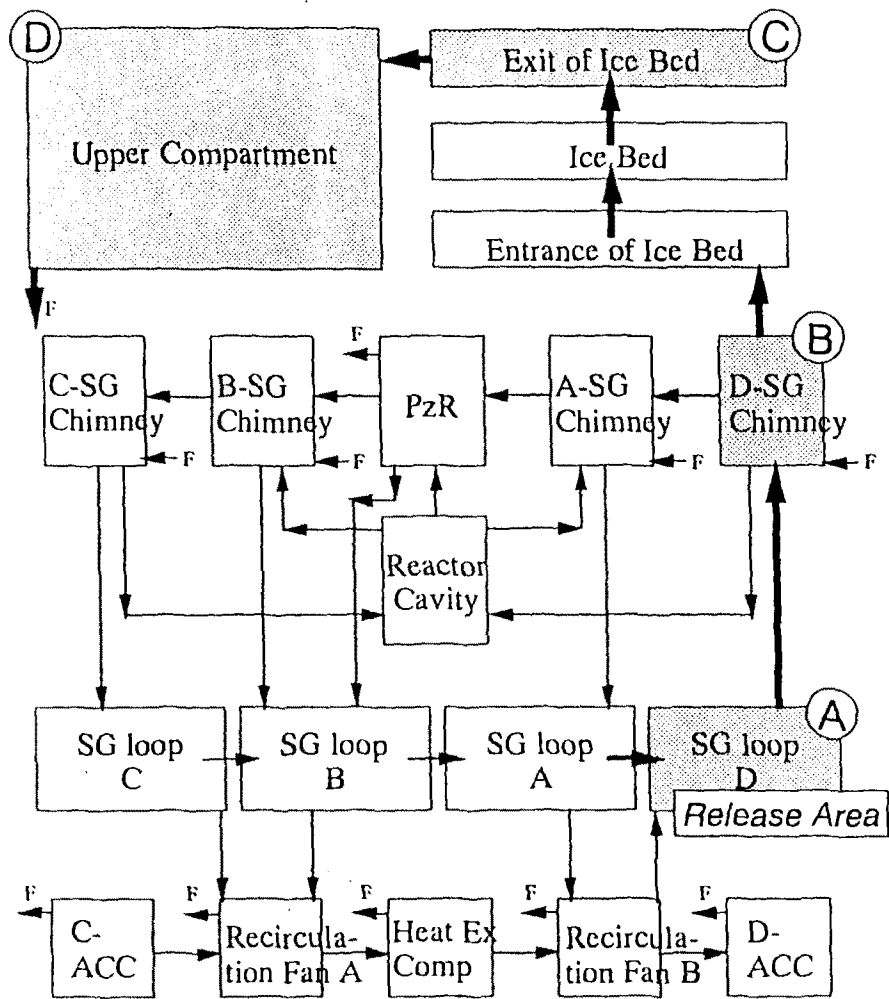 D
C
Exit of Ice Bed
Upper Compartment
Ice Bed
Entrance of Ice Bed
F
F
B
C-SG
Chimney
B-SG
Chimney
PzR
A-SG
Chimney
D-SG
Chimney
F
F
F
F
Reactor
Cavity
A
SG loop
C
SG loop
B
SG loop
A
SG loop
D
Release Area
F
F
F
F
F
C-
ACC
Recircula-
tion Fan A
Heat Ex
Comp
Recircula-
tion Fan B
D-
ACC